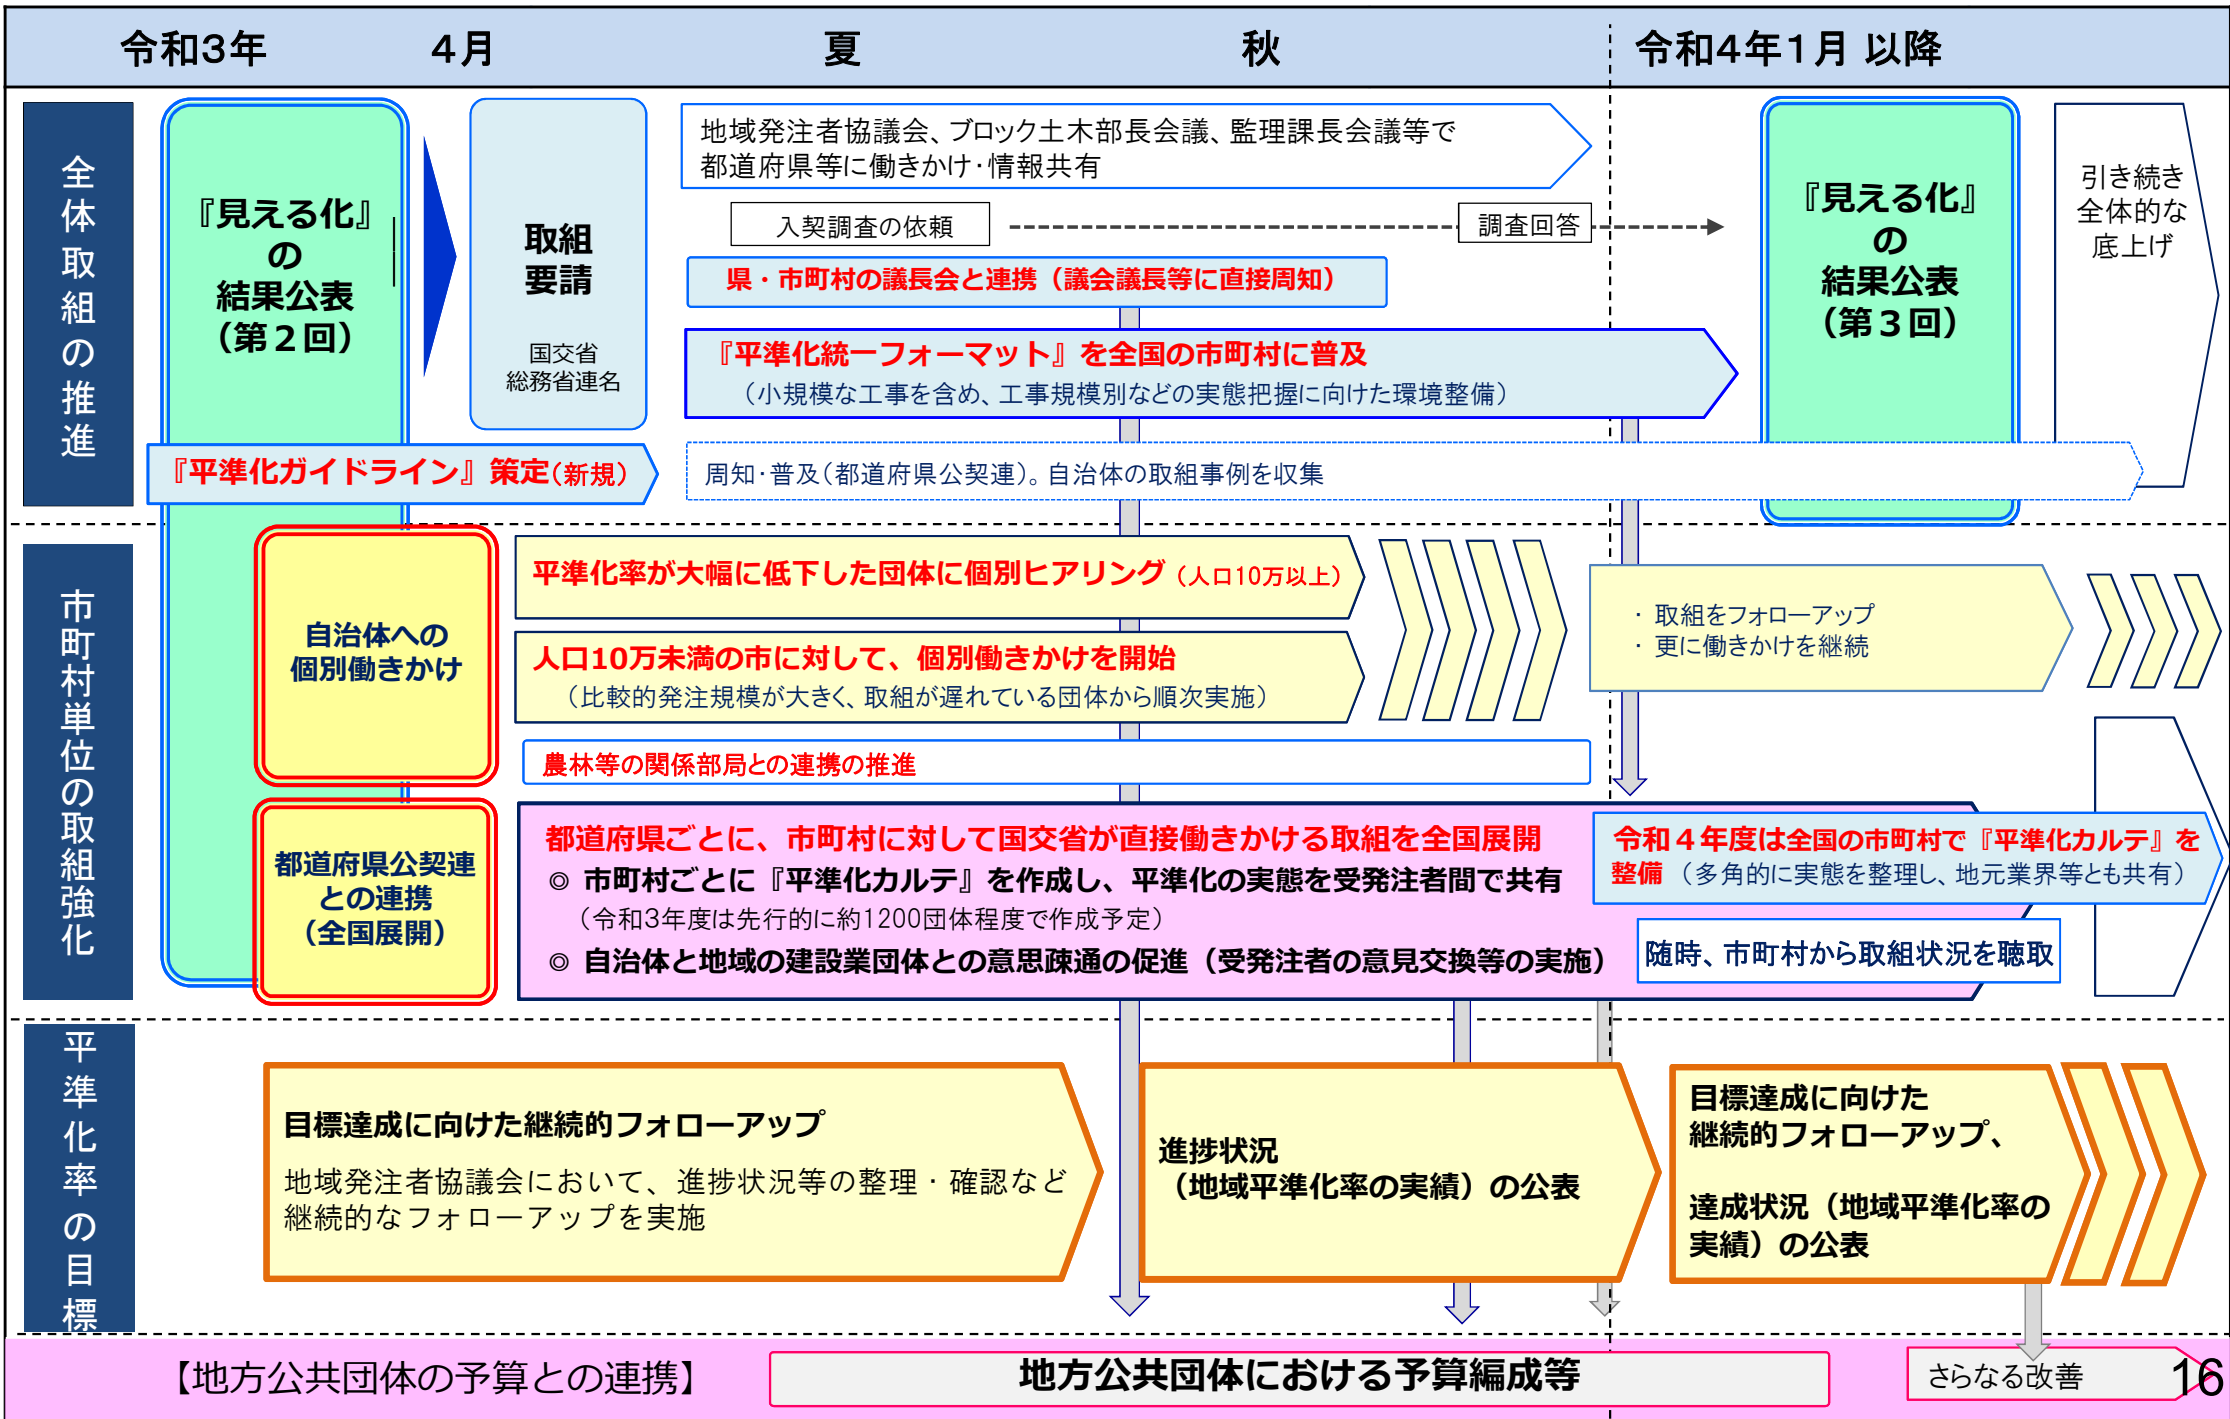 令和3年
4月
夏
秋
令和4年1月 以降
全体取組の推進
『見える化』
の
結果公表
（第２回）
取組
要請
国交省
総務省連名
地域発注者協議会、ブロック土木部長会議、監理課長会議等で
都道府県等に働きかけ・情報共有
入契調査の依頼
調査回答
県・市町村の議長会と連携（議会議長等に直接周知）
『平準化統一フォーマット』を全国の市町村に普及
（小規模な工事を含め、工事規模別などの実態把握に向けた環境整備）
『見える化』
の
結果公表
（第３回）
引き続き
全体的な
底上げ
『平準化ガイドライン』策定（新規）
周知・普及（都道府県公契連）。自治体の取組事例を収集
市町村単位の取組強化
自治体への
個別働きかけ
平準化率が大幅に低下した団体に個別ヒアリング（人口10万以上）
人口10万未満の市に対して、個別働きかけを開始
（比較的発注規模が大きく、取組が遅れている団体から順次実施）
・ 取組をフォローアップ
・ 更に働きかけを継続
農林等の関係部局との連携の推進
都道府県公契連
との連携
（全国展開）
都道府県ごとに、市町村に対して国交省が直接働きかける取組を全国展開
◎ 市町村ごとに『平準化カルテ』を作成し、平準化の実態を受発注者間で共有
（令和3年度は先行的に約1200団体程度で作成予定）
◎ 自治体と地域の建設業団体との意思疎通の促進（受発注者の意見交換等の実施）
令和４年度は全国の市町村で『平準化カルテ』を
整備（多角的に実態を整理し、地元業界等とも共有）
随時、市町村から取組状況を聴取
平準化率の目標
目標達成に向けた継続的フォローアップ
地域発注者協議会において、進捗状況等の整理・確認など
継続的なフォローアップを実施
進捗状況
（地域平準化率の実績）の公表
目標達成に向けた
継続的フォローアップ、
達成状況（地域平準化率の
実績）の公表
【地方公共団体の予算との連携】
地方公共団体における予算編成等
さらなる改善
16